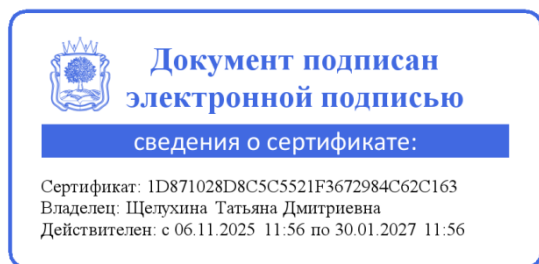 Документ подписан
электронной подписью
сведения о сертификате:
Сертификат: 1D871028D8C5C5521F3672984C62C163
Владелец: Щелухина Татьяна Дмитриевна
Действителен: с 06.11.2025 11:56 по 30.01.2027 11:56